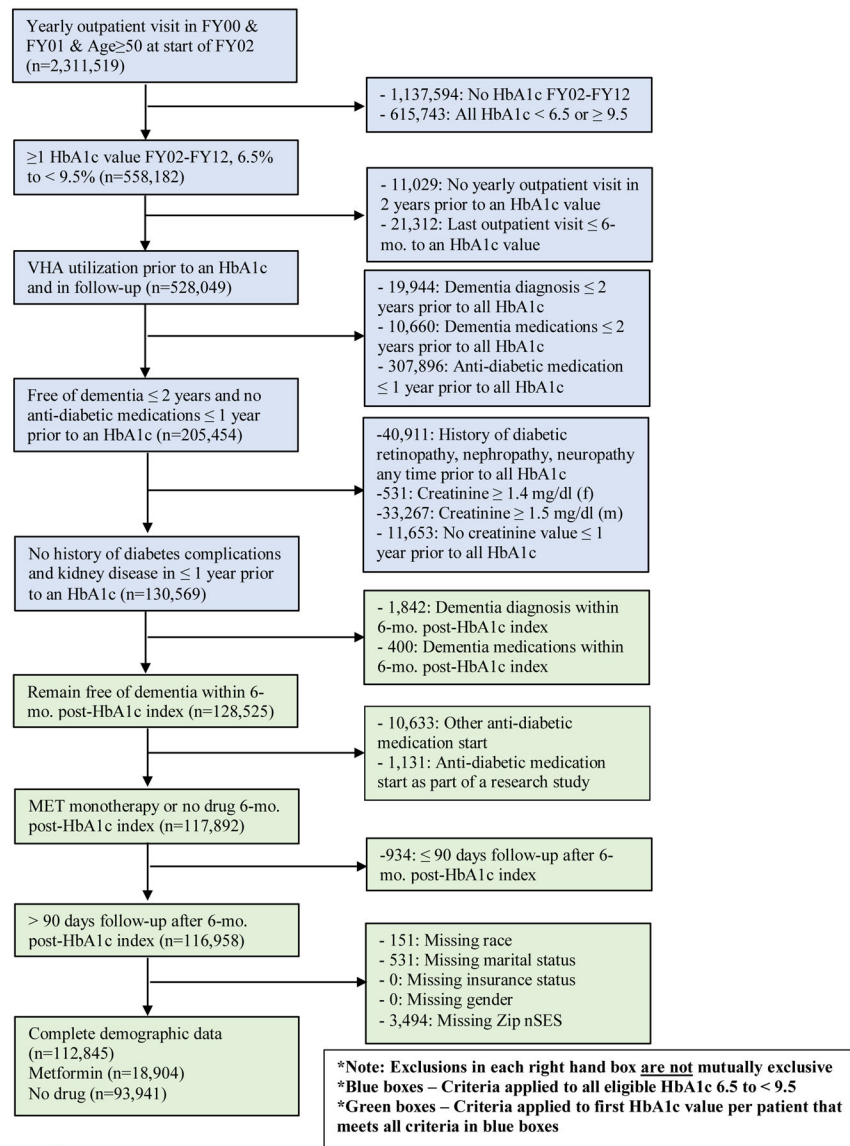 Yearly outpatient visit in FY00 &
FY01 & Age≥50 at start of FY02
(n=2,311,519)
- 1,137,594: No HbA1c FY02-FY12
- 615,743: All HbA1c < 6.5 or ≥ 9.5
≥1 HbA1c value FY02-FY12, 6.5%
to < 9.5% (n=558,182)
- 11,029: No yearly outpatient visit in
2 years prior to an HbA1c value
- 21,312: Last outpatient visit ≤ 6-
mo. to an HbA1c value
VHA utilization prior to an HbA1c
and in follow-up (n=528,049)
- 19,944: Dementia diagnosis ≤ 2
years prior to all HbA1c
- 10,660: Dementia medications ≤ 2
years prior to all HbA1c
- 307,896: Anti-diabetic medication
≤ 1 year prior to all HbA1c
Free of dementia ≤ 2 years and no
anti-diabetic medications ≤ 1 year
prior to an HbA1c (n=205,454)
-40,911: History of diabetic
retinopathy, nephropathy, neuropathy
any time prior to all HbA1c
-531: Creatinine ≥ 1.4 mg/dl (f)
-33,267: Creatinine ≥ 1.5 mg/dl (m)
- 11,653: No creatinine value ≤ 1
year prior to all HbA1c
No history of diabetes complications
and kidney disease in ≤ 1 year prior
to an HbA1c (n=130,569)
- 1,842: Dementia diagnosis within
6-mo. post-HbA1c index
- 400: Dementia medications within
6-mo. post-HbA1c index
Remain free of dementia within 6-
mo. post-HbA1c index (n=128,525)
- 10,633: Other anti-diabetic
medication start
- 1,131: Anti-diabetic medication
start as part of a research study
MET monotherapy or no drug 6-mo.
post-HbA1c index (n=117,892)
-934: ≤ 90 days follow-up after 6-
mo. post-HbA1c index
> 90 days follow-up after 6-mo.
post-HbA1c index (n=116,958)
- 151: Missing race
- 531: Missing marital status
- 0: Missing insurance status
- 0: Missing gender
- 3,494: Missing Zip nSES
Complete demographic data
(n=112,845)
Metformin (n=18,904)
No drug (n=93,941)
*Note: Exclusions in each right hand box are not mutually exclusive
*Blue boxes – Criteria applied to all eligible HbA1c 6.5 to < 9.5
*Green boxes – Criteria applied to first HbA1c value per patient that
meets all criteria in blue boxes